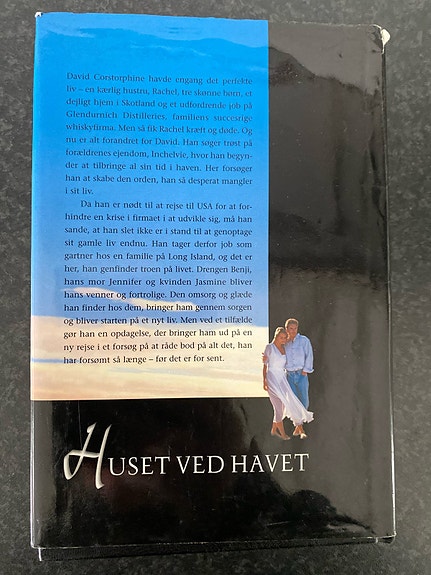 David Corstorphine havde engang det perfekte
liv – en kærlig hustru, Rachel, tre skønne børn, et
dejligt hjem i Skotland og et udfordrende job på
Glendurnich Distilleries, familiens succesrige
whiskyfirma. Men så fik Rachel kræft og døde. Og
nu er alt forandret for David. Han søger trøst på
forældrenes ejendom, Inchelvie, hvor han begyn-
der at tilbringe al sin tid i haven. Her forsøger
han at skabe den orden, han så desperat mangler
i sit liv.
Da han er nødt til at rejse til USA for at for-
hindre en krise i firmaet i at udvikle sig, må han
sande, at han slet ikke er i stand til at genoptage
sit gamle liv endnu. Han tager derfor job som
gartner hos en familie på Long Island, og det er
her, han genfinder troen på livet. Drengen Benji,
hans mor Jennifer og kvinden Jasmine bliver
hans venner og fortrolige. Den omsorg og glæde
han finder hos dem, bringer ham gennem sorgen
og bliver starten på et nyt liv. Men ved et tilfælde
gør han en opdagelse, der bringer ham ud på en
ny rejse i et forsøg på at råde bod på alt det, han
har forsømt så længe – før det er for sent.
HUSET VED HAVET